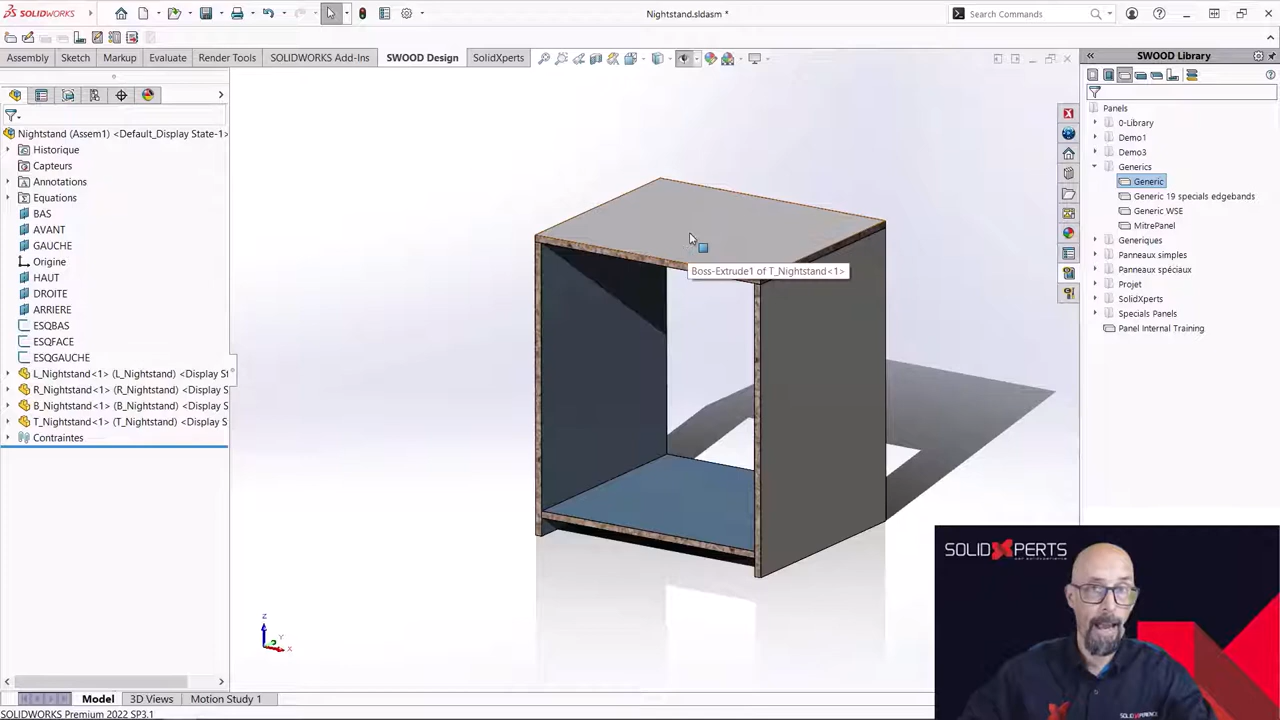 SOLIDWORKS
Nightstand.sldasm *
Search Commands
Assembly
Sketch
Markup
Evaluate
Render Tools
SOLIDWORKS Add-Ins
SWOOD Design
SolidXperts
SWOOD Library
Nightstand (Assem1) <Default_Display State-1>
Historique
Capteurs
Annotations
Equations
BAS
AVANT
GAUCHE
Origine
HAUT
DROITE
ARRIERE
ESQBAS
ESQFACE
ESQGAUCHE
L_Nightstand<1> (L_Nightstand) <Display St
R_Nightstand<1> (R_Nightstand) <Display S
B_Nightstand<1> (B_Nightstand) <Display S
T_Nightstand<1> (T_Nightstand) <Display S
Contraintes
Boss-Extrude1 of T_Nightstand<1>
Z
Y
X
Panels
0-Library
Demo1
Demo3
Generics
Generic
Generic 19 specials edgebands
Generic WSE
MitrePanel
Generiques
Panneaux simples
Panneaux spéciaux
Projet
SolidXperts
Specials Panels
Panel Internal Training
SOLIDXPERTS
Model
3D Views
Motion Study 1
SOLIDWORKS Premium 2022 SP3.1